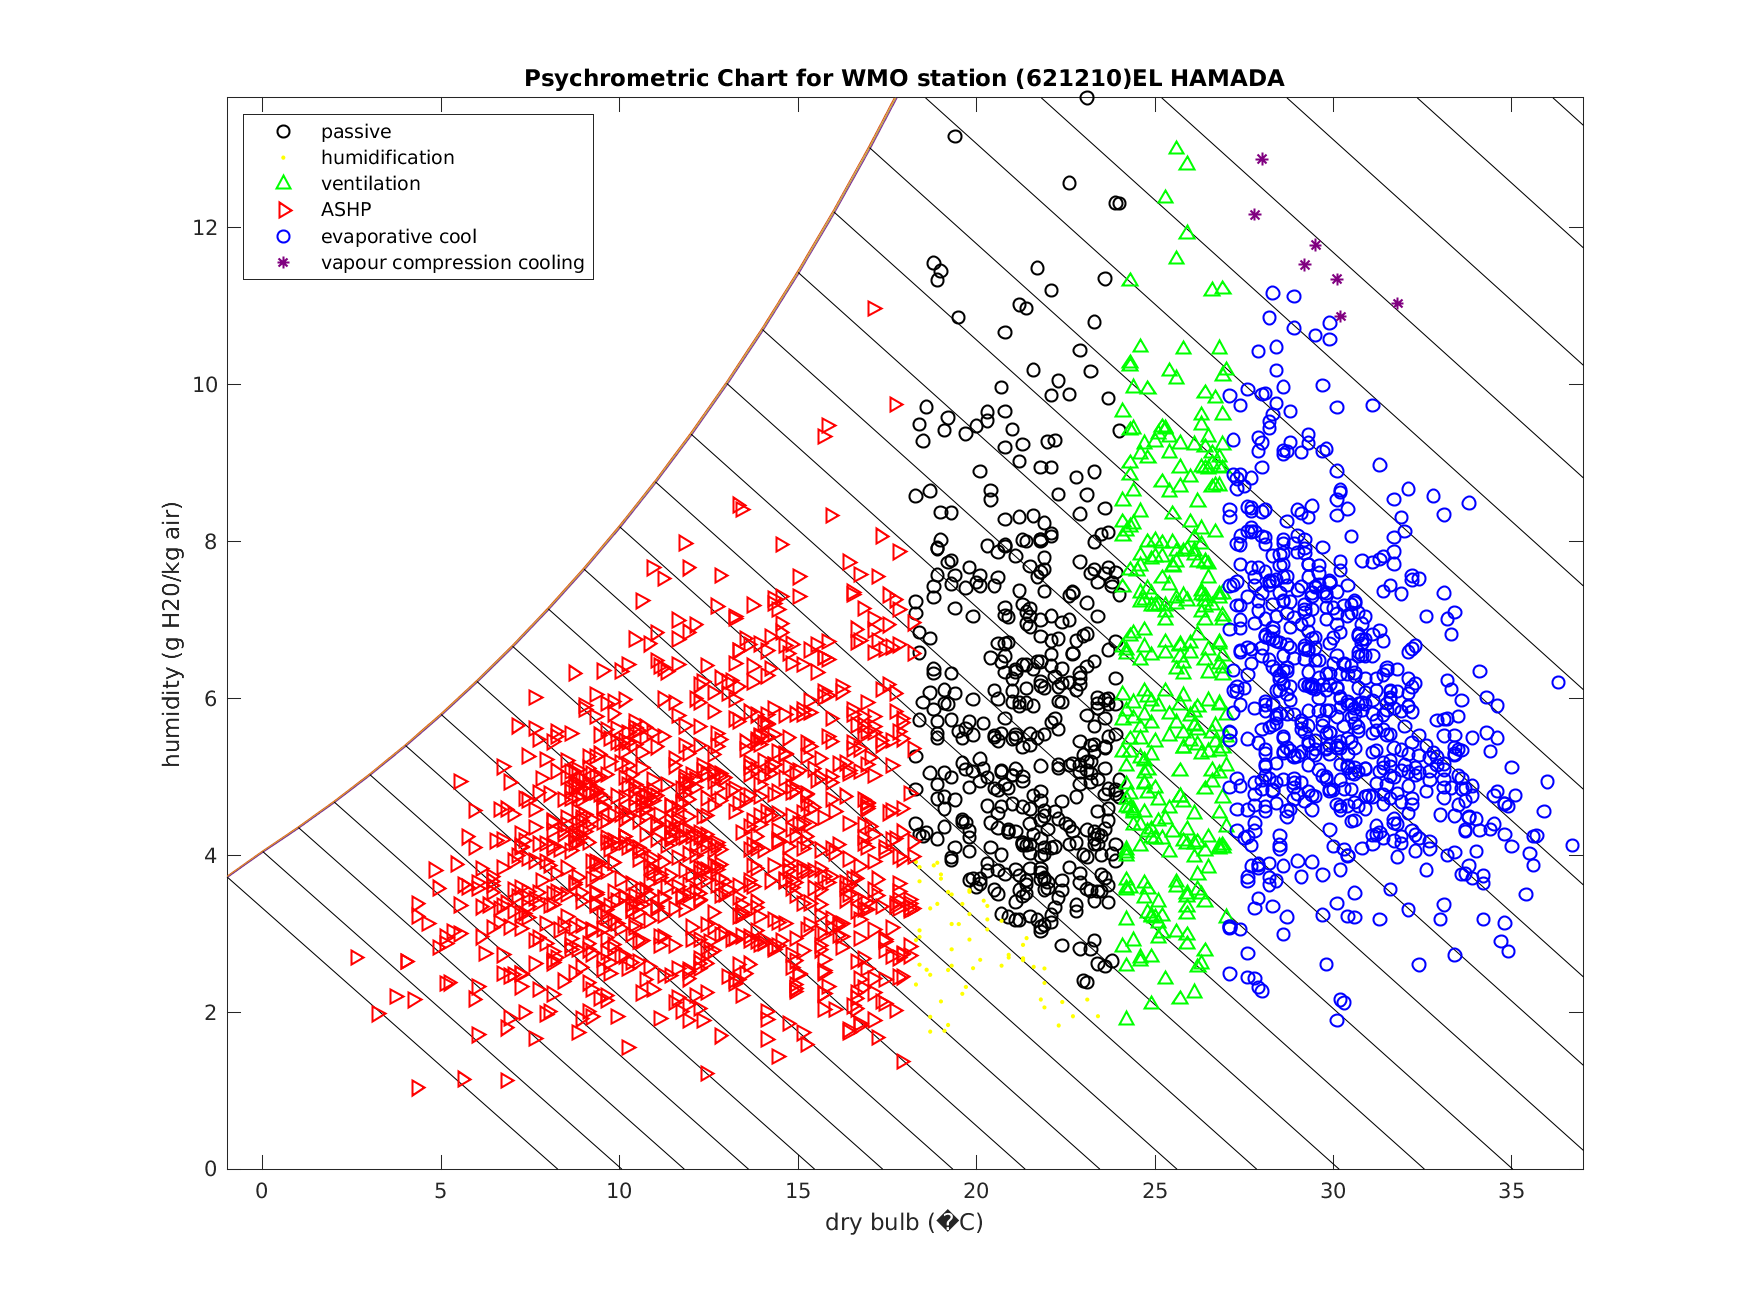 Psychrometric Chart for WMO station (621210)EL HAMADA
passive
humidification
ventilation
ASHP
evaporative cool
vapour compression cooling
humidity (g H20/kg air)
12
10
8
6
4
2
0
0 5 10 15 20 25 30 35
dry bulb (�C)